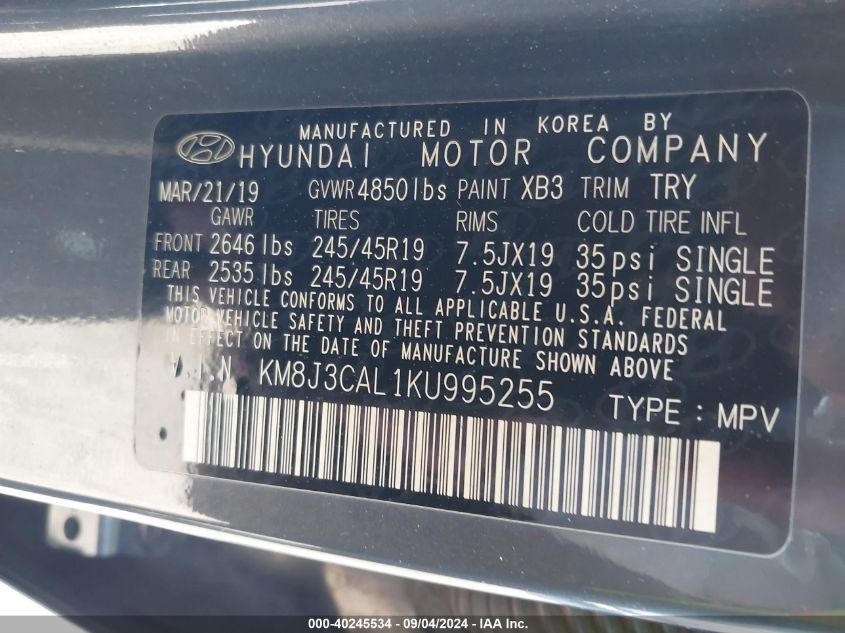 MANUFACTURED IN KOREA BY
HYUNDAI MOTOR COMPANY
MAR/21/19 GVWR 4850 lbs PAINT XB3 TRIM TRY
GAWR TIRES RIMS COLD TIRE INFL
FRONT 2646 lbs 245/45R19 7.5JX19 35psi SINGLE
REAR 2535 lbs 245/45R19 7.5JX19 35psi SINGLE
THIS VEHICLE CONFORMS TO ALL APPLICABLE U.S.A. FEDERAL
MOTOR VEHICLE SAFETY AND THEFT PREVENTION STANDARDS
IN EFFECT ON THE DATE OF MANUFACTURE SHOWN ABOVE
V.I.N KM8J3CAL1KU995255
TYPE : MPV
000-40245534 - 09/04/2024 - IAA Inc.